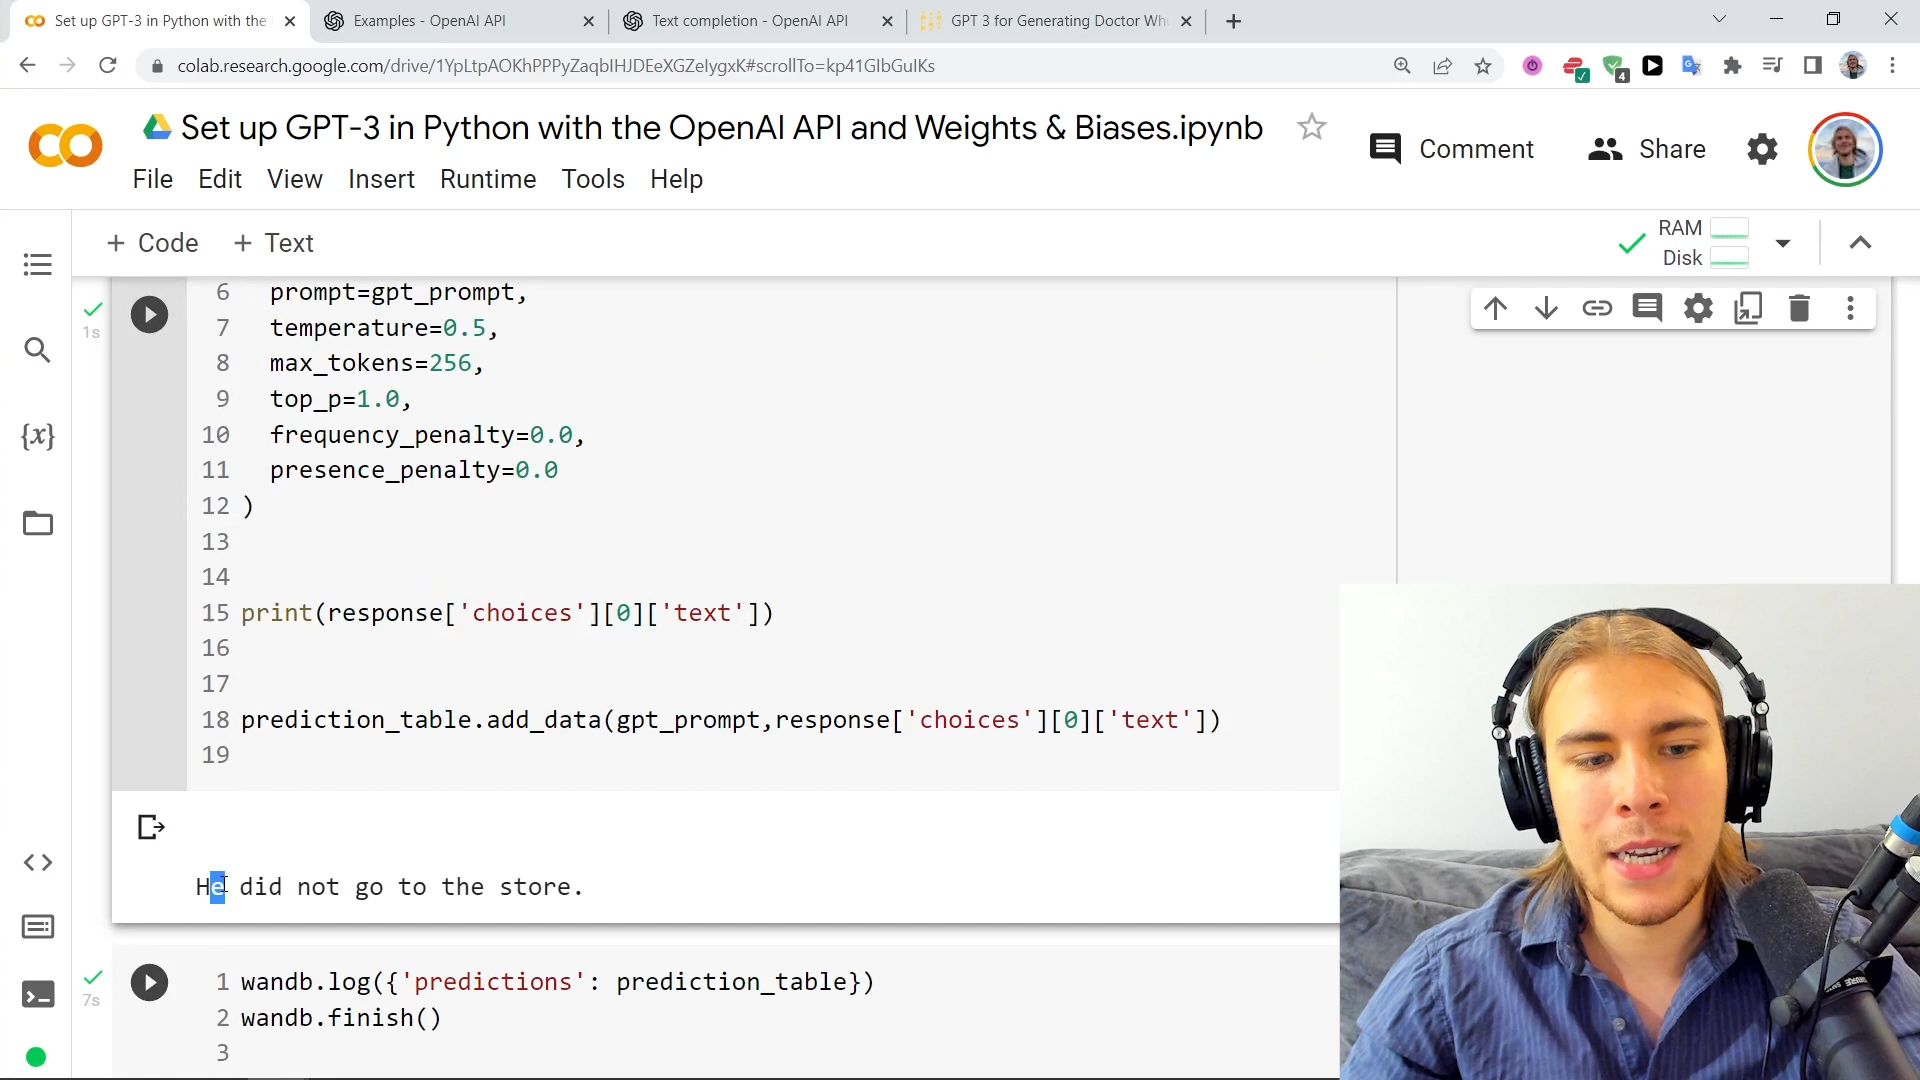 Set up GPT-3 in Python with the
Examples - OpenAI API
Text completion - OpenAI API
GPT 3 for Generating Doctor Wh
colab.research.google.com/drive/1YpLtpAOKhPPPyZaqbIHJDEeXGZeIygxK#scrollTo=kp41GIbGuIKs
4
Set up GPT-3 in Python with the OpenAI API and Weights & Biases.ipynb
Comment
Share
File Edit View Insert Runtime Tools Help
+ Code + Text
RAM
Disk
1s
6 prompt=gpt_prompt,
7 temperature=0.5,
8 max_tokens=256,
9 top_p=1.0,
10 frequency_penalty=0.0,
11 presence_penalty=0.0
12 )
13
14
15 print(response['choices'][0]['text'])
16
17
18 prediction_table.add_data(gpt_prompt,response['choices'][0]['text'])
19
He did not go to the store.
7s
1 wandb.log({'predictions': prediction_table})
2 wandb.finish()
3